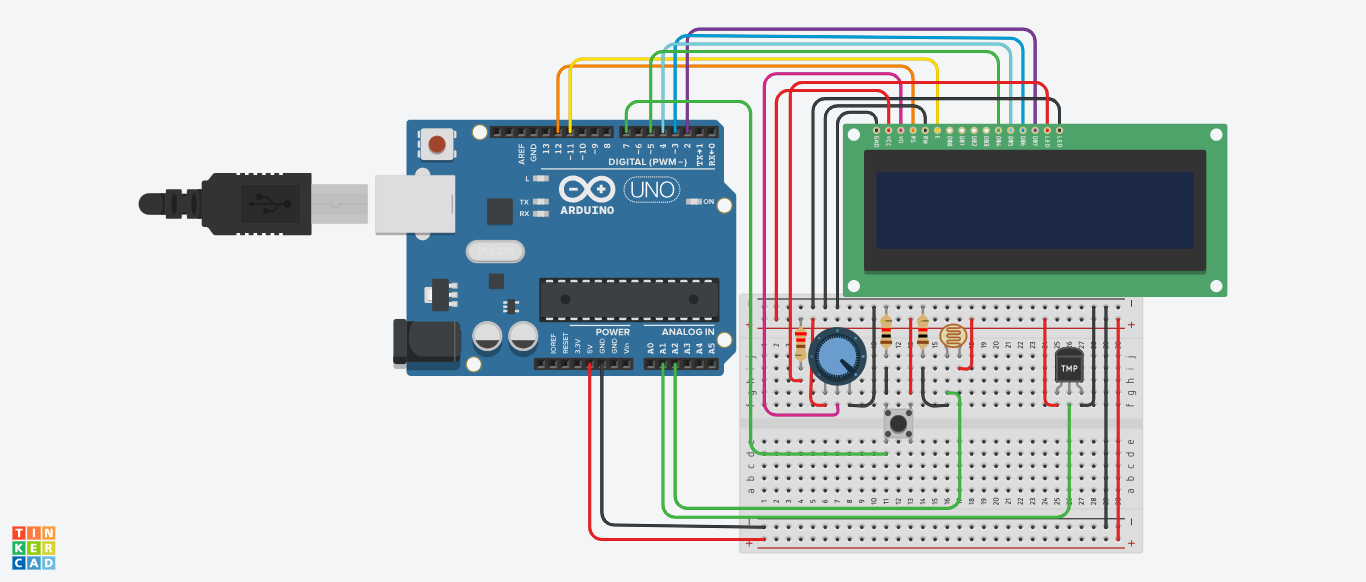 AREF
GND
13
12
~11
~10
~9
8
7
~6
~5
4
~3
2
TX→1
RX←0
DIGITAL (PWM~)
L
TX
RX
UNO
ON
ARDUINO
POWER
ANALOG IN
IOREF
RESET
3.3V
5V
GND
GND
Vin
A0
A1
A2
A3
A4
A5
GND
VCC
V0
RS
RW
E
DB0
DB1
DB2
DB3
DB4
DB5
DB6
DB7
LED
LED
TMP
TIN
KER
CAD